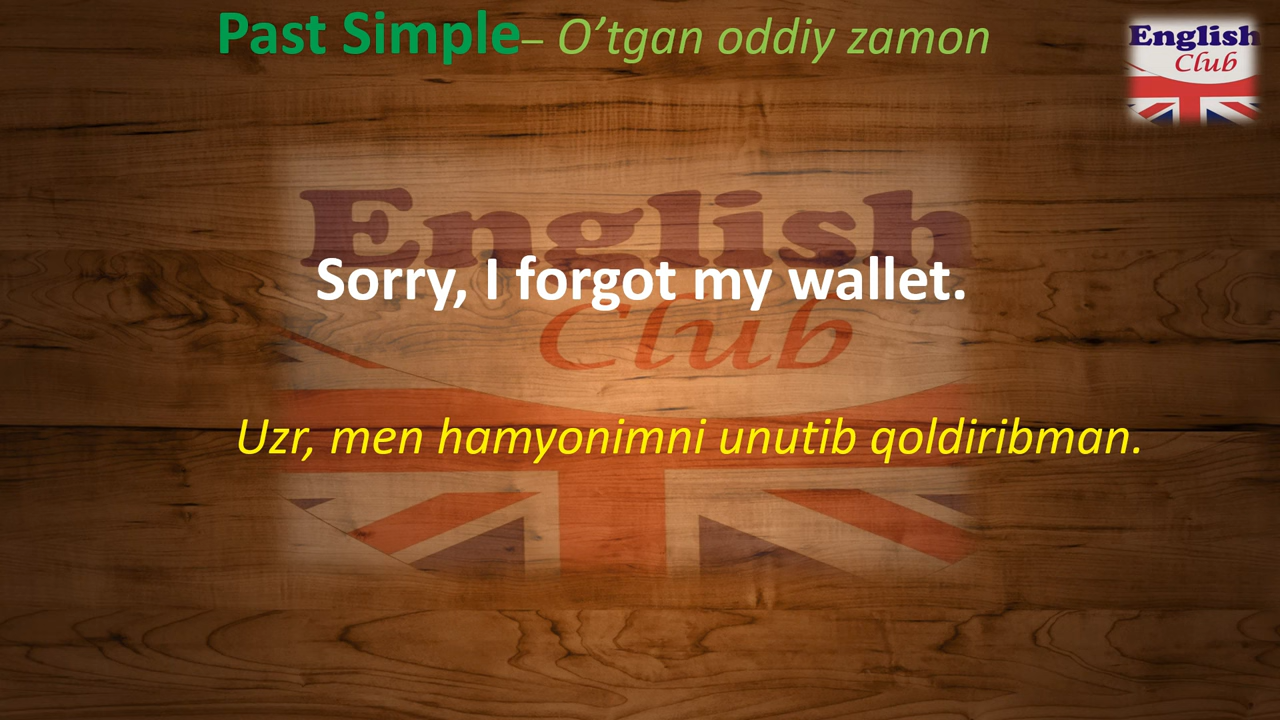 Past Simple– O’tgan oddiy zamon
English
Club
English
Sorry, I forgot my wallet.
Club
Uzr, men hamyonimni unutib qoldiribman.